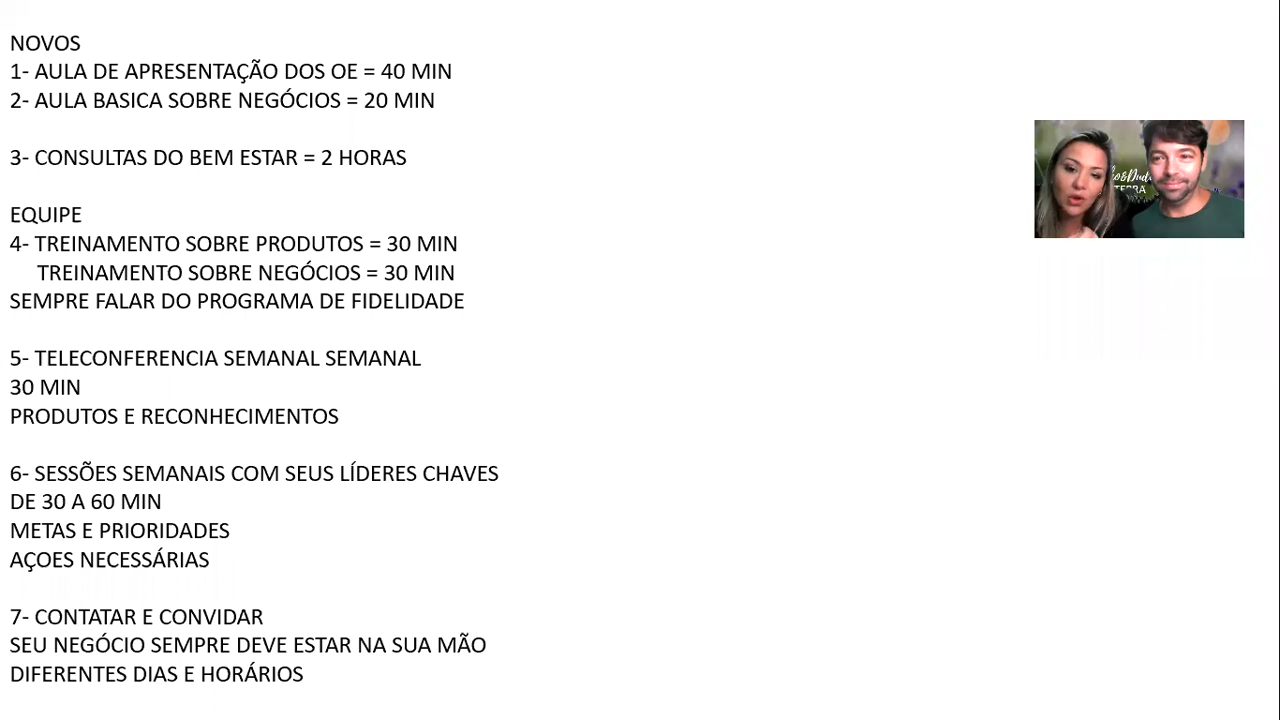 NOVOS
1- AULA DE APRESENTAÇÃO DOS OE = 40 MIN
2- AULA BASICA SOBRE NEGÓCIOS = 20 MIN
3- CONSULTAS DO BEM ESTAR = 2 HORAS
EQUIPE
4- TREINAMENTO SOBRE PRODUTOS = 30 MIN
TREINAMENTO SOBRE NEGÓCIOS = 30 MIN
SEMPRE FALAR DO PROGRAMA DE FIDELIDADE
5- TELECONFERENCIA SEMANAL SEMANAL
30 MIN
PRODUTOS E RECONHECIMENTOS
6- SESSÕES SEMANAIS COM SEUS LÍDERES CHAVES
DE 30 A 60 MIN
METAS E PRIORIDADES
AÇOES NECESSÁRIAS
7- CONTATAR E CONVIDAR
SEU NEGÓCIO SEMPRE DEVE ESTAR NA SUA MÃO
DIFERENTES DIAS E HORÁRIOS